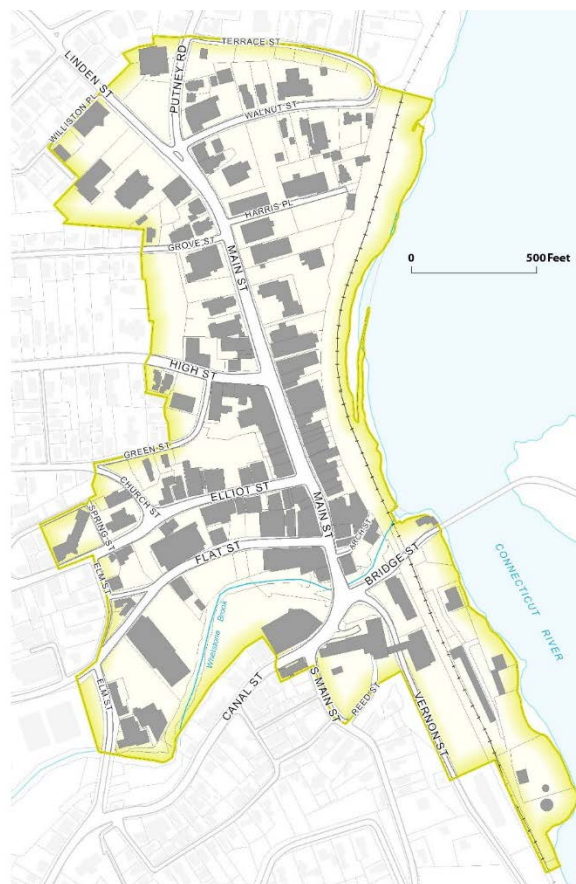 TERRACE ST
LINDEN ST
PUTNEY RD
WALNUT ST
WILLISTON PL
HARRIS PL
GROVE ST
MAIN ST
0 500 Feet
HIGH ST
GREEN ST
CHURCH ST
ELLIOT ST
MAIN ST
SPRING ST
ARCH ST
FLAT ST
BRIDGE ST
ELM ST
CONNECTICUT RIVER
Whetstone Brook
CANAL ST
S MAIN ST
REED ST
VERNON ST
ELM ST